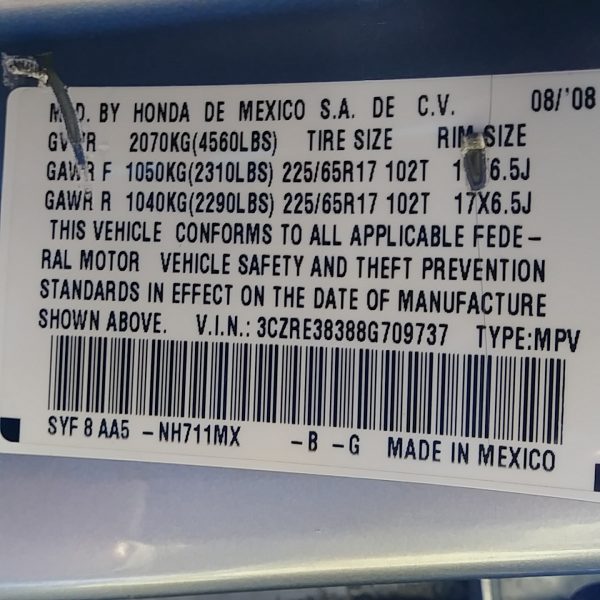 MFD. BY HONDA DE MEXICO S.A. DE C.V. 08/'08
GVWR 2070KG(4560LBS) TIRE SIZE RIM SIZE
GAWR F 1050KG(2310LBS) 225/65R17 102T 17X6.5J
GAWR R 1040KG(2290LBS) 225/65R17 102T 17X6.5J
THIS VEHICLE CONFORMS TO ALL APPLICABLE FEDE-
RAL MOTOR VEHICLE SAFETY AND THEFT PREVENTION
STANDARDS IN EFFECT ON THE DATE OF MANUFACTURE
SHOWN ABOVE. V.I.N.: 3CZRE38388G709737 TYPE:MPV
SYF 8 AA5 -NH711MX -B -G MADE IN MEXICO